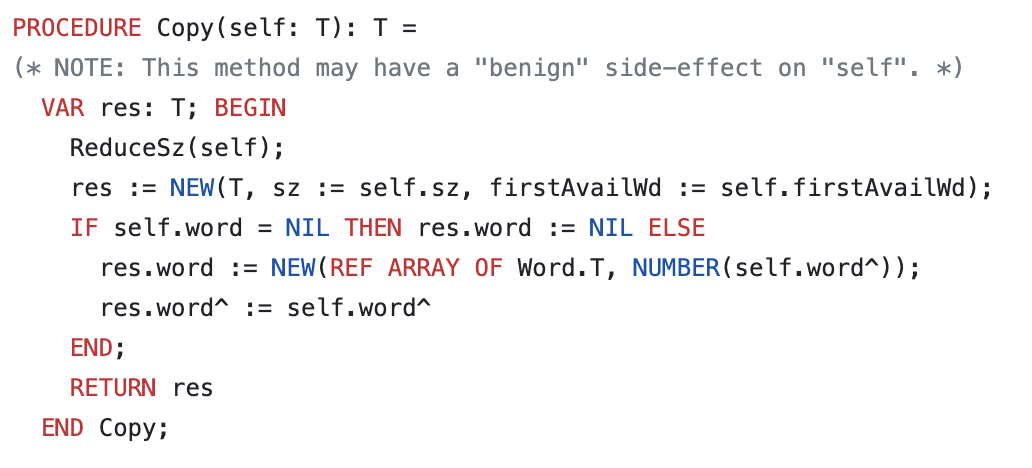 PROCEDURE Copy(self: T): T =
(* NOTE: This method may have a "benign" side-effect on "self". *)
  VAR res: T; BEGIN
    ReduceSz(self);
    res := NEW(T, sz := self.sz, firstAvailWd := self.firstAvailWd);
    IF self.word = NIL THEN res.word := NIL ELSE
      res.word := NEW(REF ARRAY OF Word.T, NUMBER(self.word^));
      res.word^ := self.word^
    END;
    RETURN res
  END Copy;